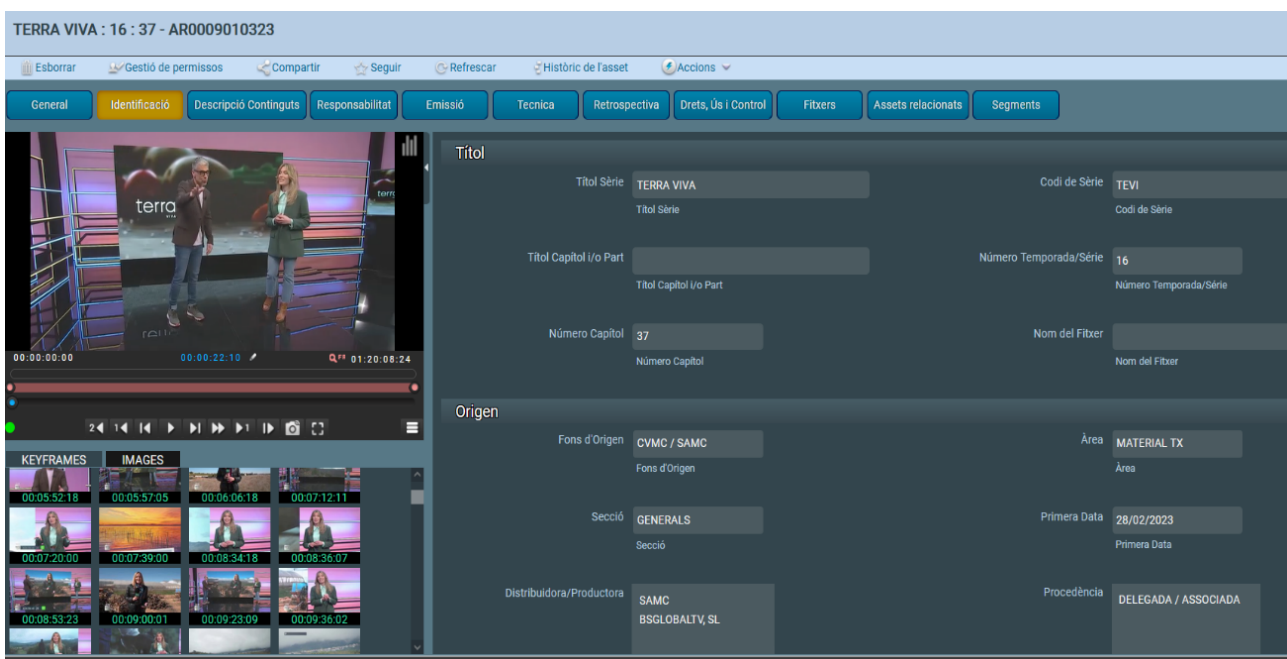 TERRA VIVA : 16 : 37 - AR0009010323
Esborrar Gestió de permissos Compartir Seguir Refrescar Històric de l'asset Accions
General Identificació Descripció Continguts Responsabilitat Emissió Tecnica Retrospectiva Drets, Ús i Control Fitxers Assets relacionats Segments
terra
terra
Títol
Títol Sèrie TERRA VIVA Codi de Sèrie TEVI
Títol Sèrie Codi de Sèrie
Títol Capítol i/o Part Número Temporada/Série 16
Títol Capítol i/o Part Número Temporada/Série
Número Capítol 37 Nom del Fitxer
Número Capítol Nom del Fitxer
00:00:00:00 00:00:22:10 01:20:08:24
2 1 1
Origen
Fons d'Origen CVMC / SAMC Àrea MATERIAL TX
Fons d'Origen Àrea
KEYFRAMES IMAGES
00:05:52:18 00:05:57:05 00:06:06:18 00:07:12:11
Secció GENERALS Primera Data 28/02/2023
Secció Primera Data
00:07:20:00 00:07:39:00 00:08:34:18 00:08:36:07
Distribuidora/Productora SAMC Procedència DELEGADA / ASSOCIADA
BSGLOBALTV, SL
00:08:53:23 00:09:00:01 00:09:23:09 00:09:36:02